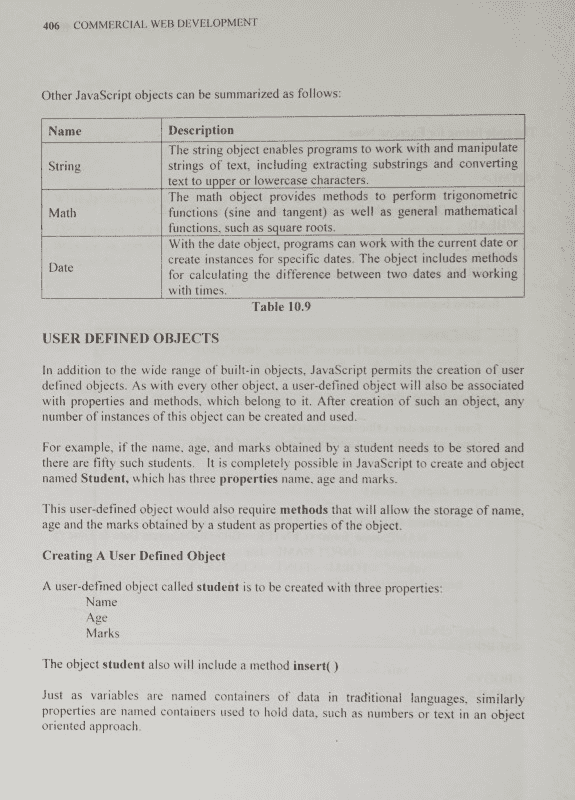 406 COMMERCIAL WEB DEVELOPMENT
Other JavaScript objects can be summarized as follows:
Name Description
String The string object enables programs to work with and manipulate
strings of text, including extracting substrings and converting
text to upper or lowercase characters.
Math The math object provides methods to perform trigonometric
functions (sine and tangent) as well as general mathematical
functions, such as square roots.
Date With the date object, programs can work with the current date or
create instances for specific dates. The object includes methods
for calculating the difference between two dates and working
with times.
Table 10.9
USER DEFINED OBJECTS
In addition to the wide range of built-in objects, JavaScript permits the creation of user
defined objects. As with every other object, a user-defined object will also be associated
with properties and methods, which belong to it. After creation of such an object, any
number of instances of this object can be created and used.
For example, if the name, age, and marks obtained by a student needs to be stored and
there are fifty such students. It is completely possible in JavaScript to create and object
named Student, which has three properties name, age and marks.
This user-defined object would also require methods that will allow the storage of name,
age and the marks obtained by a student as properties of the object.
Creating A User Defined Object
A user-defined object called student is to be created with three properties:
Name
Age
Marks
The object student also will include a method insert( )
Just as variables are named containers of data in traditional languages, similarly
properties are named containers used to hold data, such as numbers or text in an object
oriented approach.